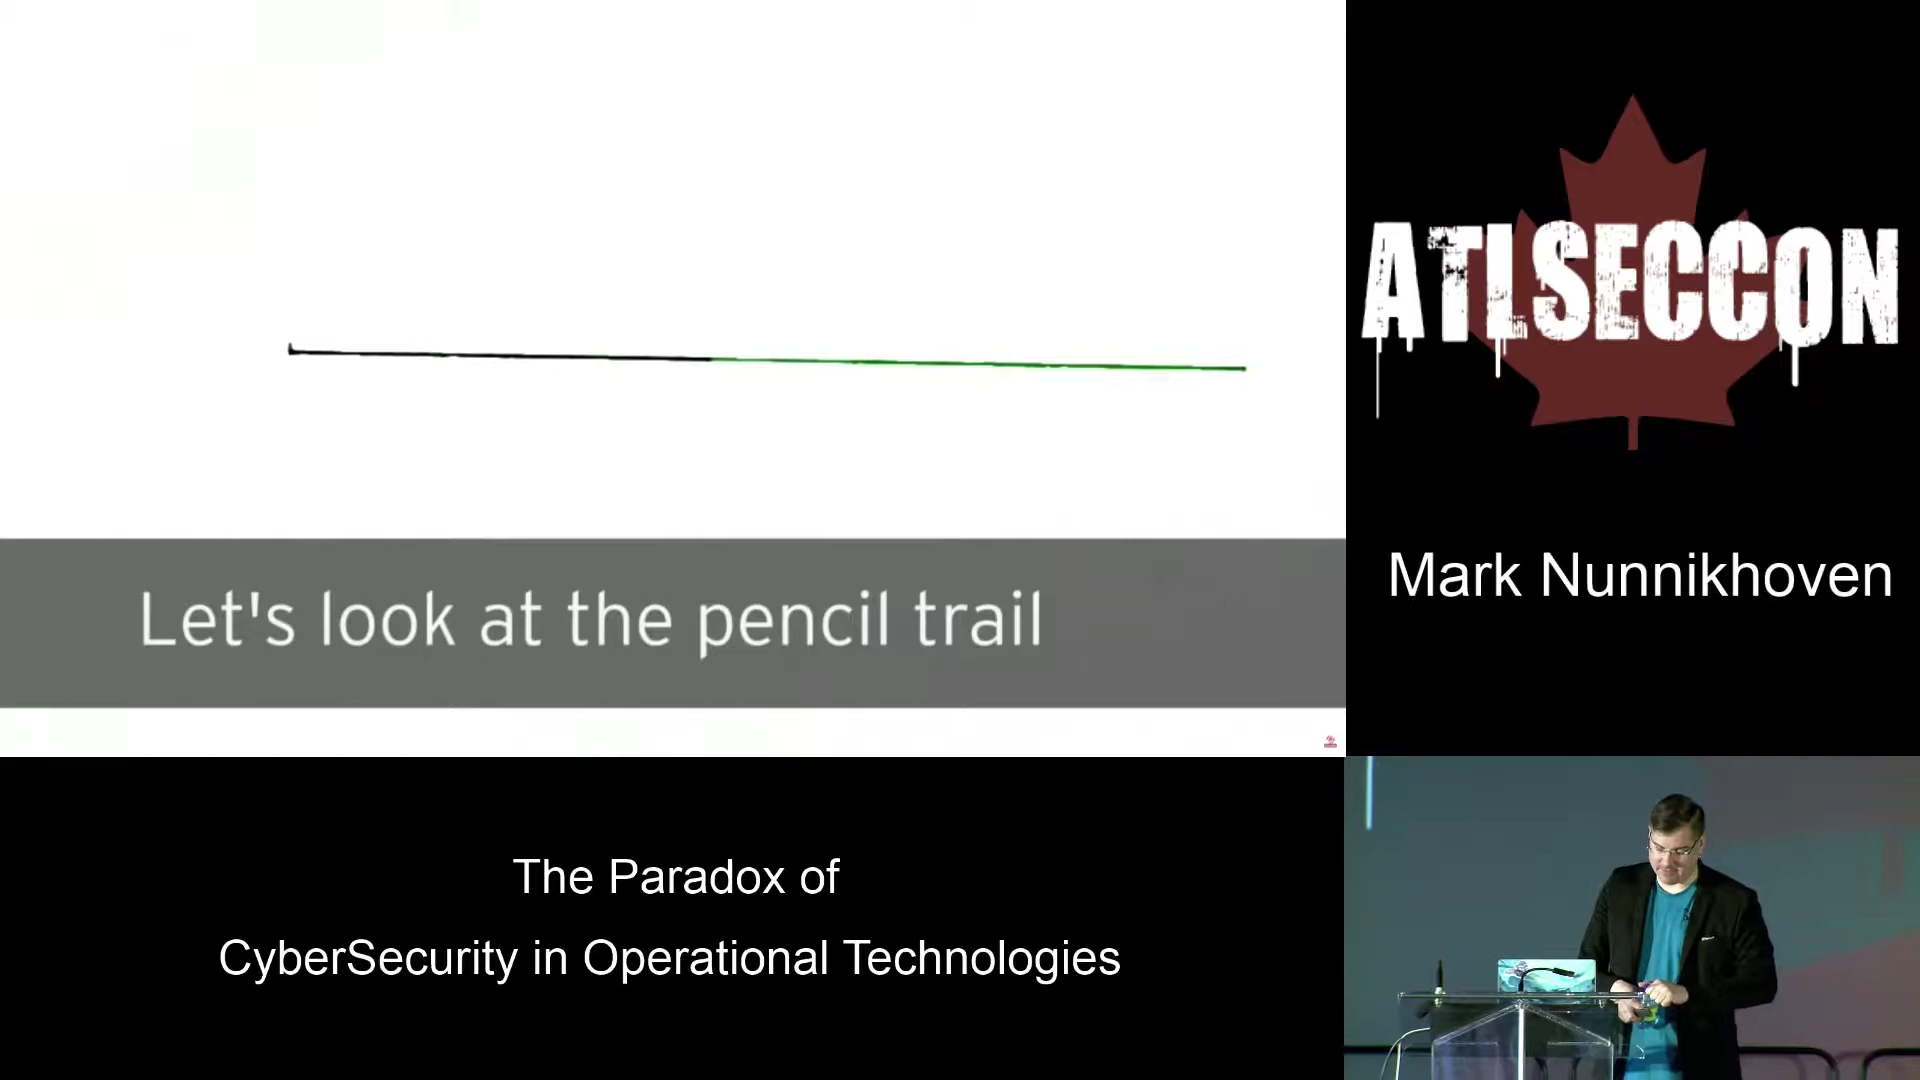 Let's look at the pencil trail
ATLSECCON
Mark Nunnikhoven
The Paradox of
CyberSecurity in Operational Technologies